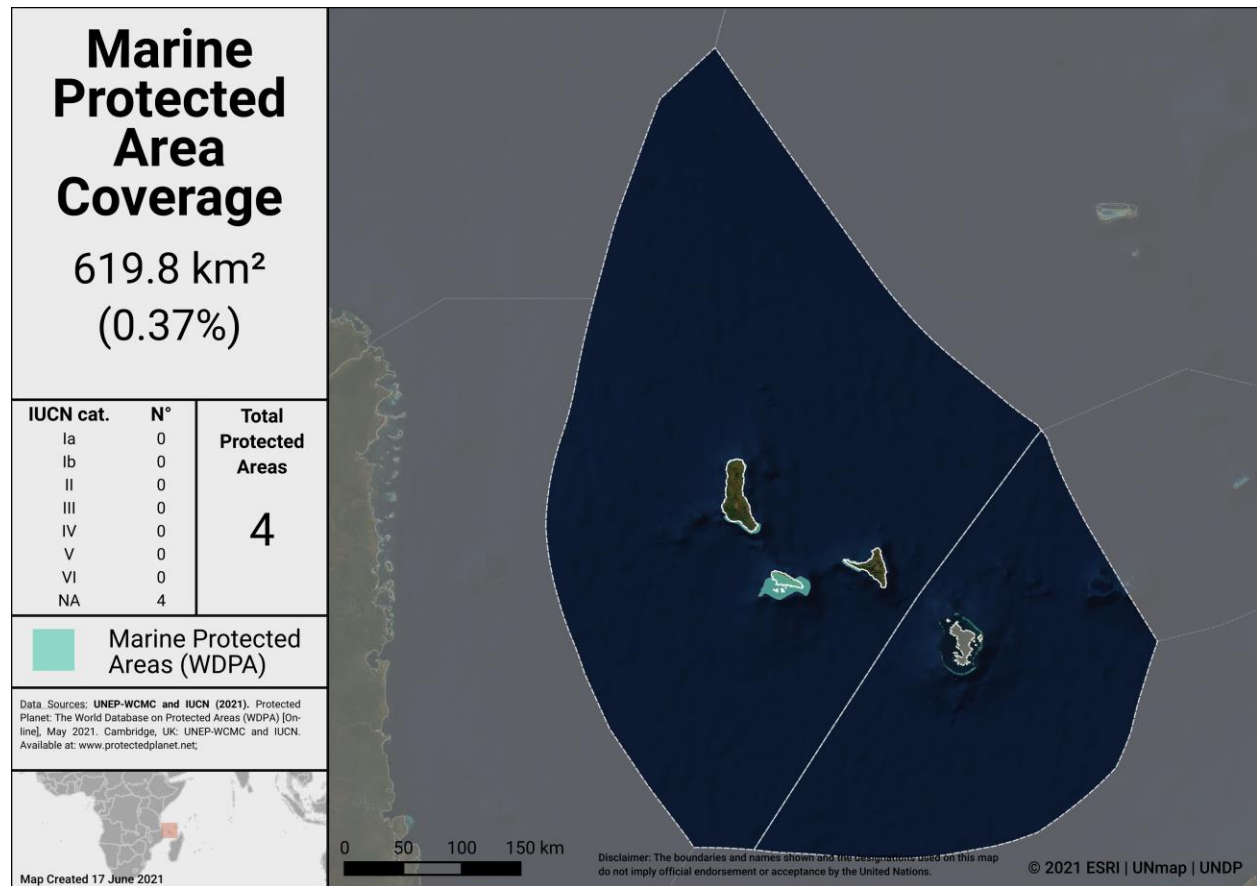 Marine
Protected
Area
Coverage
619.8 km²
(0.37%)
IUCN cat. N°
Ia 0
Ib 0
II 0
III 0
IV 0
V 0
VI 0
NA 4
Total
Protected
Areas
4
Marine Protected
Areas (WDPA)
Data Sources: UNEP-WCMC and IUCN (2021). Protected
Planet: The World Database on Protected Areas (WDPA) [On-
line], May 2021. Cambridge, UK: UNEP-WCMC and IUCN.
Available at: www.protectedplanet.net;
Map Created 17 June 2021
0 50 100 150 km
Disclaimer: The boundaries and names shown and the designations used on this map
do not imply official endorsement or acceptance by the United Nations.
© 2021 ESRI | UNmap | UNDP